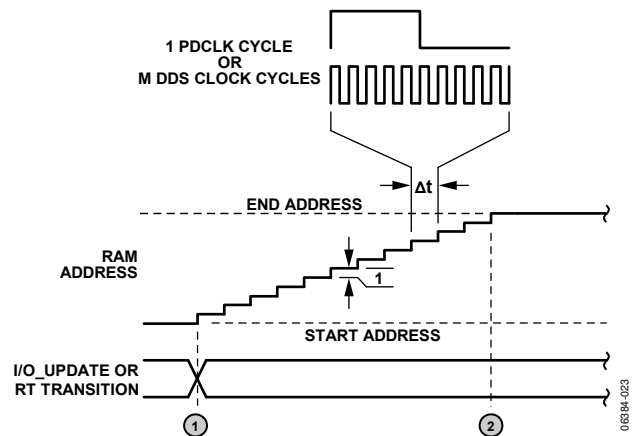 1 PDCLK CYCLE
OR
M DDS CLOCK CYCLES
Δt
END ADDRESS
RAM
ADDRESS
1
START ADDRESS
I/O_UPDATE OR
RT TRANSITION
1
2
06384-023